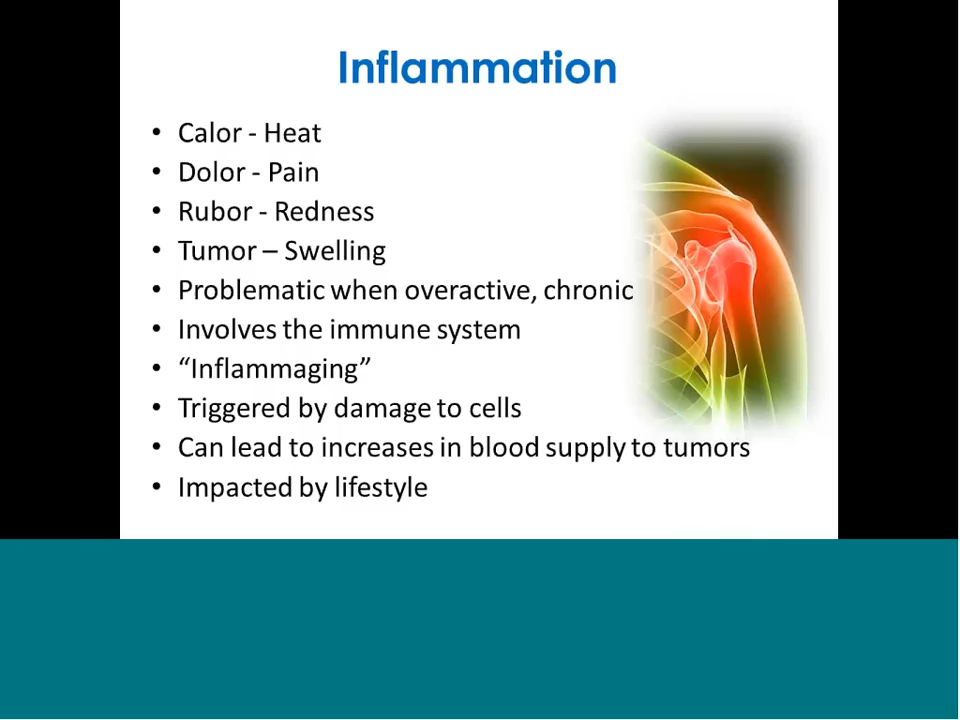 Inflammation
• Calor - Heat
• Dolor - Pain
• Rubor - Redness
• Tumor – Swelling
• Problematic when overactive, chronic
• Involves the immune system
• “Inflammaging”
• Triggered by damage to cells
• Can lead to increases in blood supply to tumors
• Impacted by lifestyle